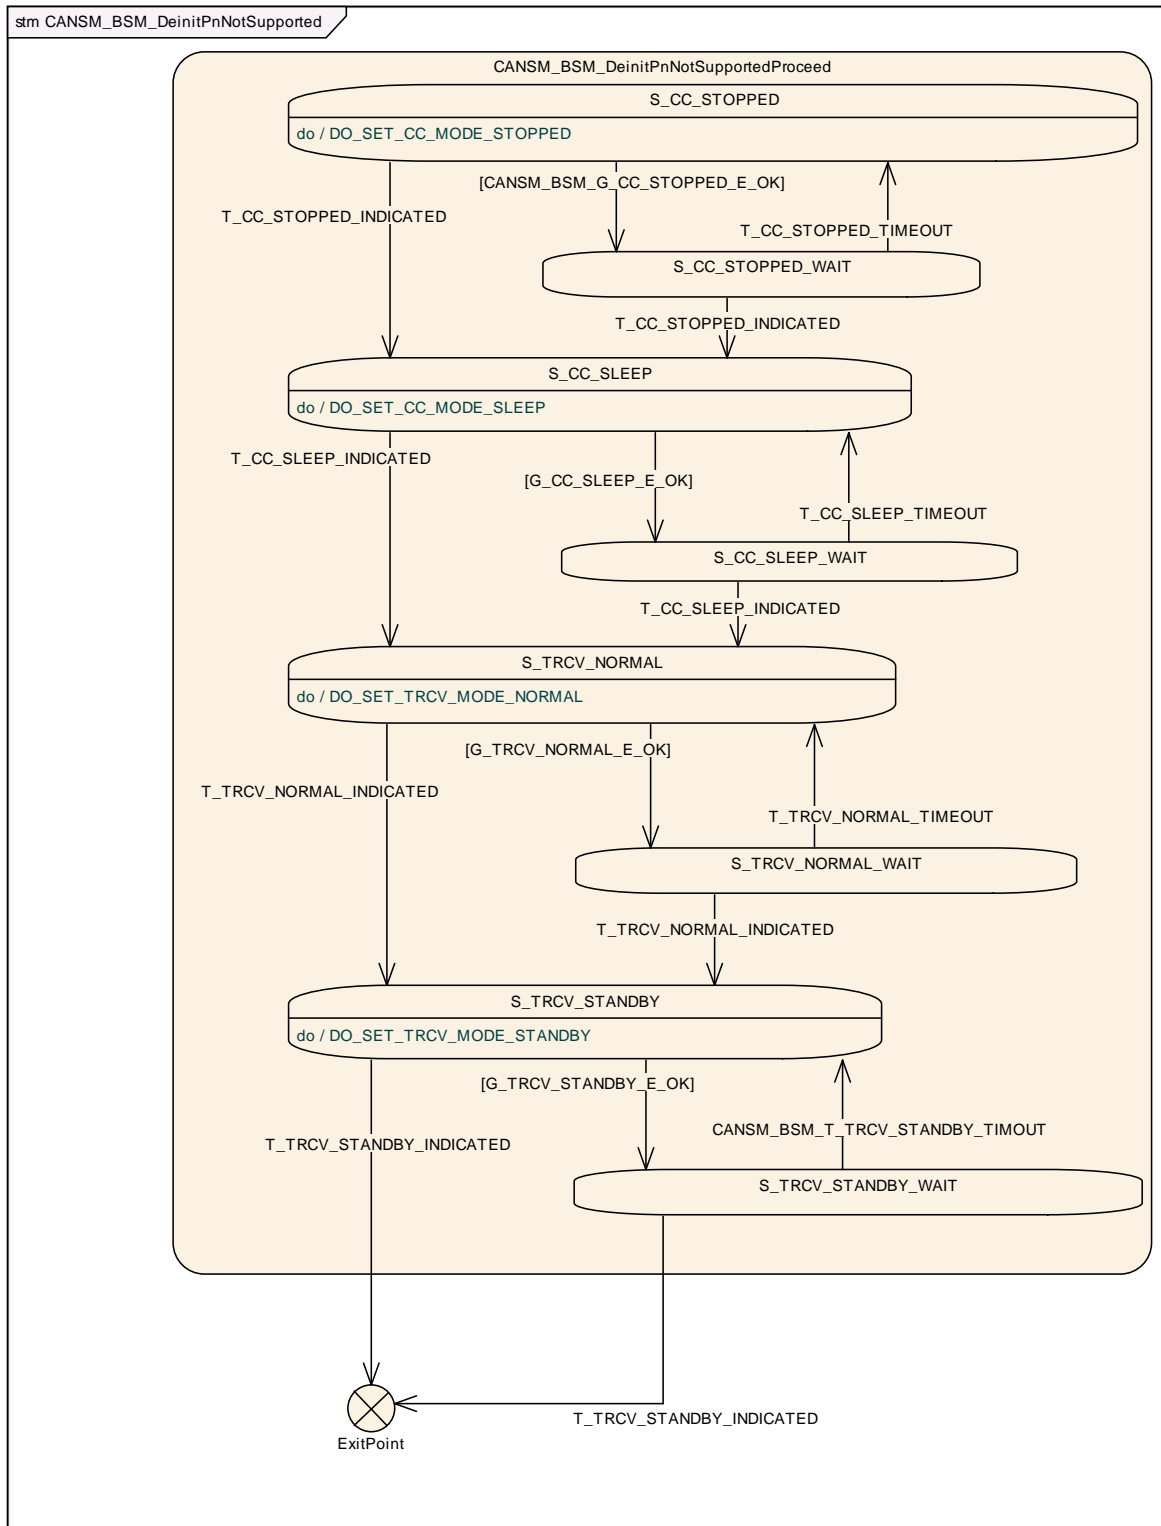 stm CANSM_BSM_DeinitPnNotSupported
CANSM_BSM_DeinitPnNotSupportedProceed
S_CC_STOPPED
do / DO_SET_CC_MODE_STOPPED
[CANSM_BSM_G_CC_STOPPED_E_OK]
T_CC_STOPPED_INDICATED
T_CC_STOPPED_TIMEOUT
S_CC_STOPPED_WAIT
T_CC_STOPPED_INDICATED
S_CC_SLEEP
do / DO_SET_CC_MODE_SLEEP
T_CC_SLEEP_INDICATED
[G_CC_SLEEP_E_OK]
T_CC_SLEEP_TIMEOUT
S_CC_SLEEP_WAIT
T_CC_SLEEP_INDICATED
S_TRCV_NORMAL
do / DO_SET_TRCV_MODE_NORMAL
[G_TRCV_NORMAL_E_OK]
T_TRCV_NORMAL_INDICATED
T_TRCV_NORMAL_TIMEOUT
S_TRCV_NORMAL_WAIT
T_TRCV_NORMAL_INDICATED
S_TRCV_STANDBY
do / DO_SET_TRCV_MODE_STANDBY
[G_TRCV_STANDBY_E_OK]
CANSM_BSM_T_TRCV_STANDBY_TIMOUT
T_TRCV_STANDBY_INDICATED
S_TRCV_STANDBY_WAIT
T_TRCV_STANDBY_INDICATED
ExitPoint